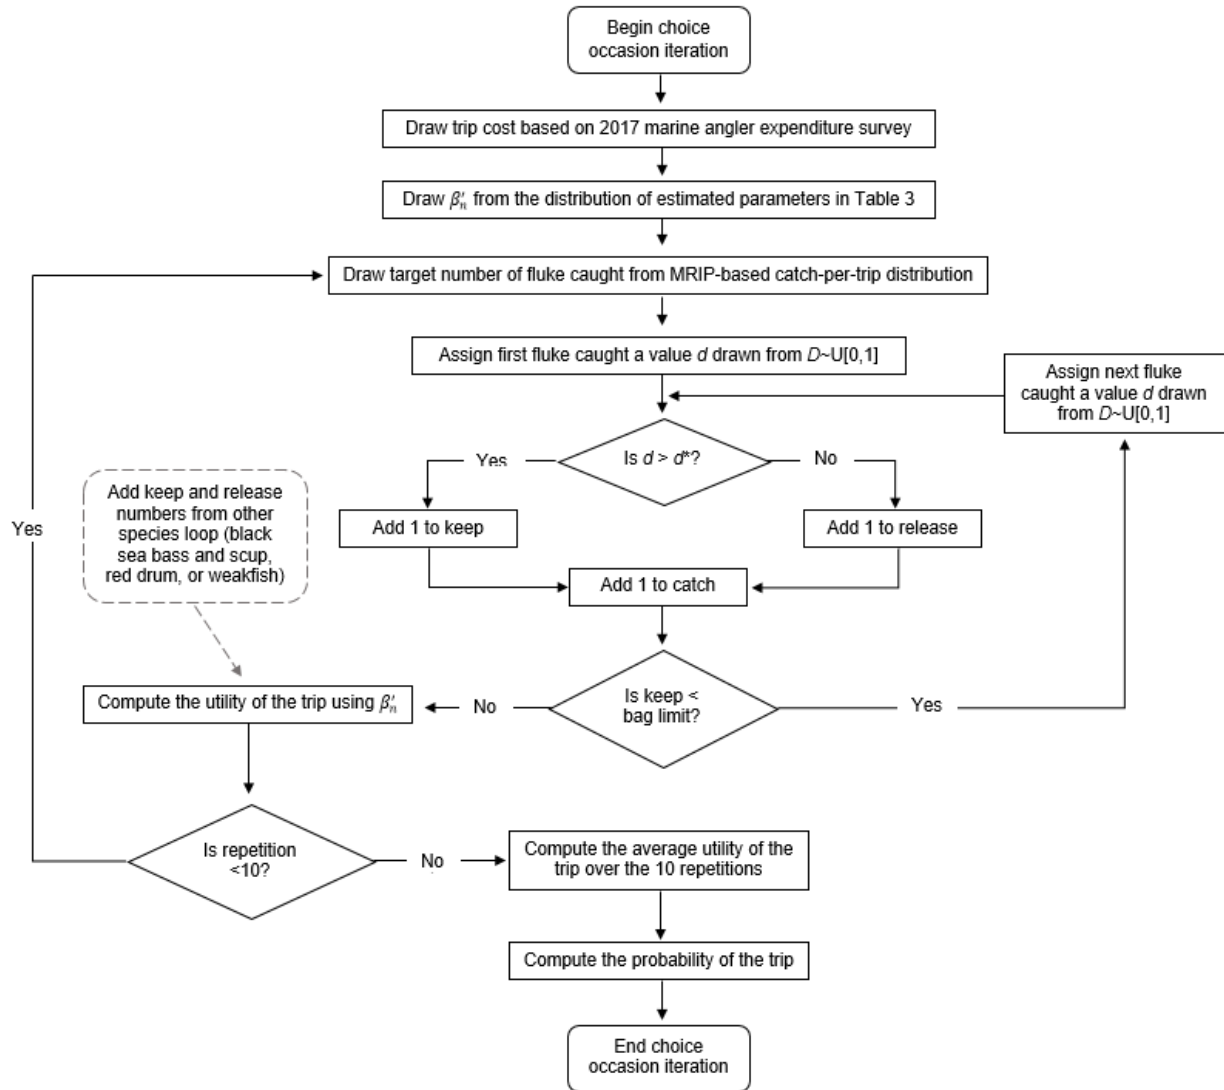 Begin choice
occasion iteration
Draw trip cost based on 2017 marine angler expenditure survey
Draw β′ₙ from the distribution of estimated parameters in Table 3
Draw target number of fluke caught from MRIP-based catch-per-trip distribution
Assign first fluke caught a value d drawn from D~U[0,1]
Assign next fluke
caught a value d drawn
from D~U[0,1]
Is d > d*?
Yes
No
Add 1 to keep
Add 1 to release
Add 1 to catch
Add keep and release
numbers from other
species loop (black
sea bass and scup,
red drum, or weakfish)
Yes
Is keep <
bag limit?
No
Yes
Compute the utility of the trip using β′ₙ
Is repetition
<10?
No
Compute the average utility of the
trip over the 10 repetitions
Compute the probability of the trip
End choice
occasion iteration